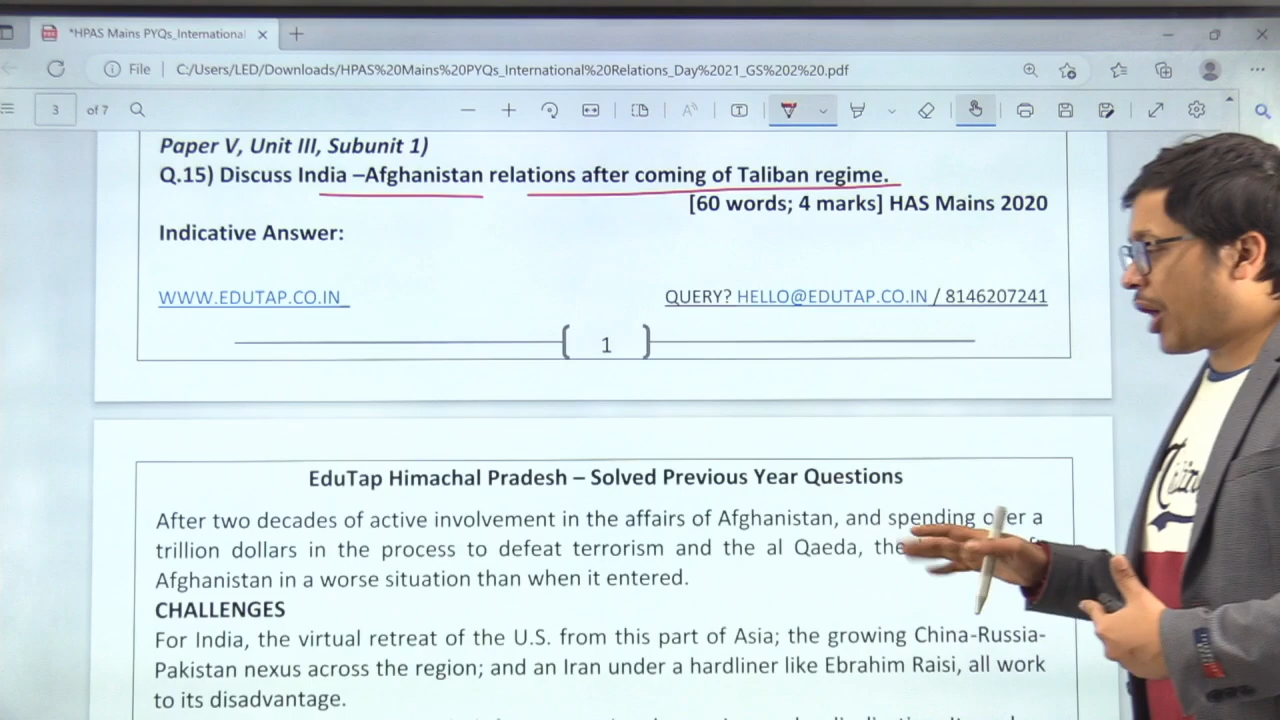 *HPAS Mains PYQs_International
File
C:/Users/LED/Downloads/HPAS%20Mains%20PYQs_International%20Relations_Day%2021_GS%202%20.pdf
3 of 7
Paper V, Unit III, Subunit 1)
Q.15) Discuss India –Afghanistan relations after coming of Taliban regime.
[60 words; 4 marks] HAS Mains 2020
Indicative Answer:
WWW.EDUTAP.CO.IN
QUERY? HELLO@EDUTAP.CO.IN / 8146207241
1
EduTap Himachal Pradesh – Solved Previous Year Questions
After two decades of active involvement in the affairs of Afghanistan, and spending over a
trillion dollars in the process to defeat terrorism and the al Qaeda, the
Afghanistan in a worse situation than when it entered.
CHALLENGES
For India, the virtual retreat of the U.S. from this part of Asia; the growing China-Russia-
Pakistan nexus across the region; and an Iran under a hardliner like Ebrahim Raisi, all work
to its disadvantage.